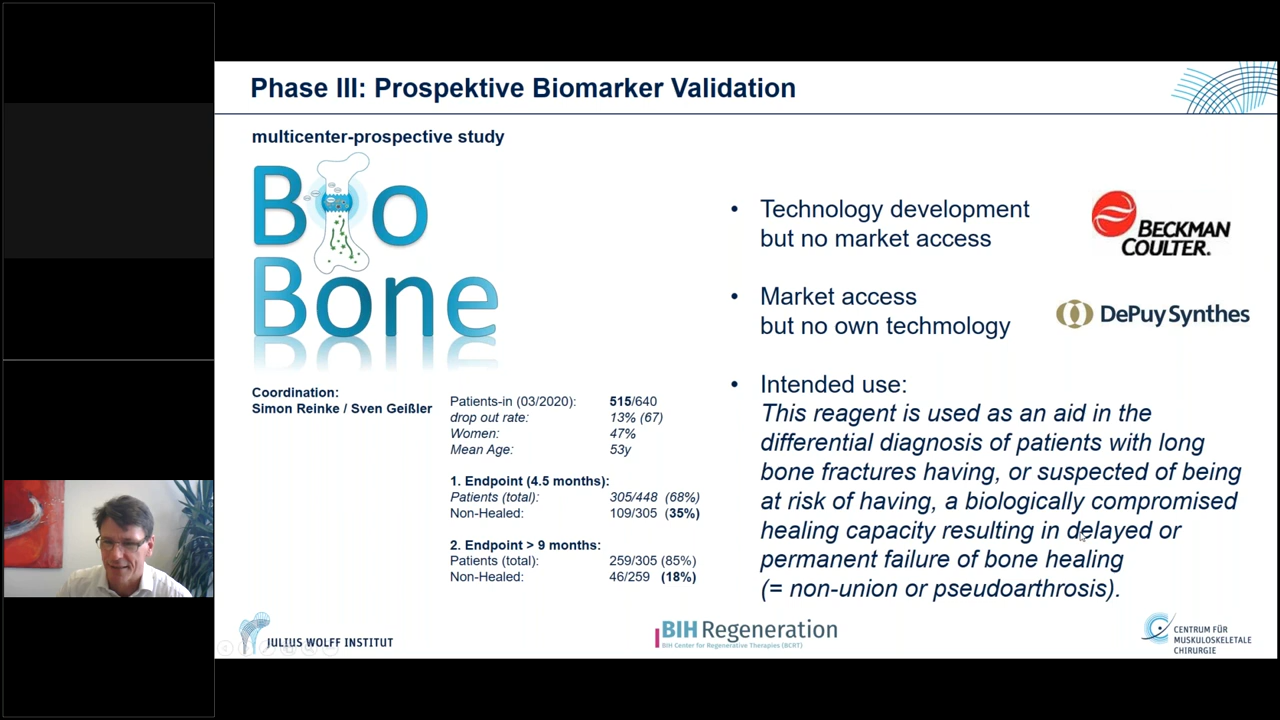 Phase III: Prospektive Biomarker Validation
multicenter-prospective study
Bio
Bone
Coordination:
Simon Reinke / Sven Geißler
Patients-in (03/2020): 515/640
drop out rate: 13% (67)
Women: 47%
Mean Age: 53y
1. Endpoint (4.5 months):
Patients (total): 305/448 (68%)
Non-Healed: 109/305 (35%)
2. Endpoint > 9 months:
Patients (total): 259/305 (85%)
Non-Healed: 46/259 (18%)
• Technology development
but no market access
BECKMAN
COULTER.
• Market access
but no own techmology
DePuy Synthes
• Intended use:
This reagent is used as an aid in the
differential diagnosis of patients with long
bone fractures having, or suspected of being
at risk of having, a biologically compromised
healing capacity resulting in delayed or
permanent failure of bone healing
(= non-union or pseudoarthrosis).
JULIUS WOLFF INSTITUT
BIH Regeneration
BIH Center for Regenerative Therapies (BCRT)
CENTRUM FÜR
MUSKULOSKELETALE
CHIRURGIE